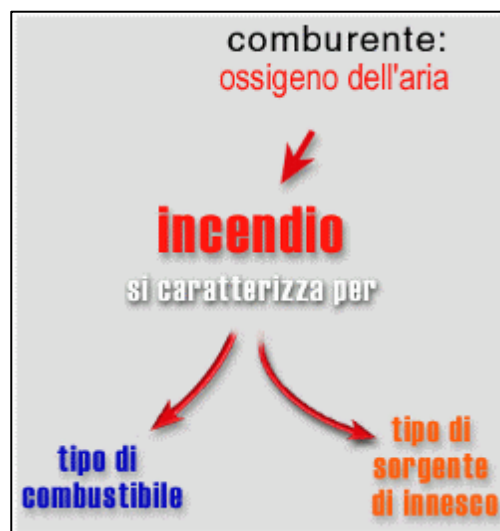 comburente:
ossigeno dell'aria
incendio
si caratterizza per
tipo di
combustibile
tipo di
sorgente
di innesco